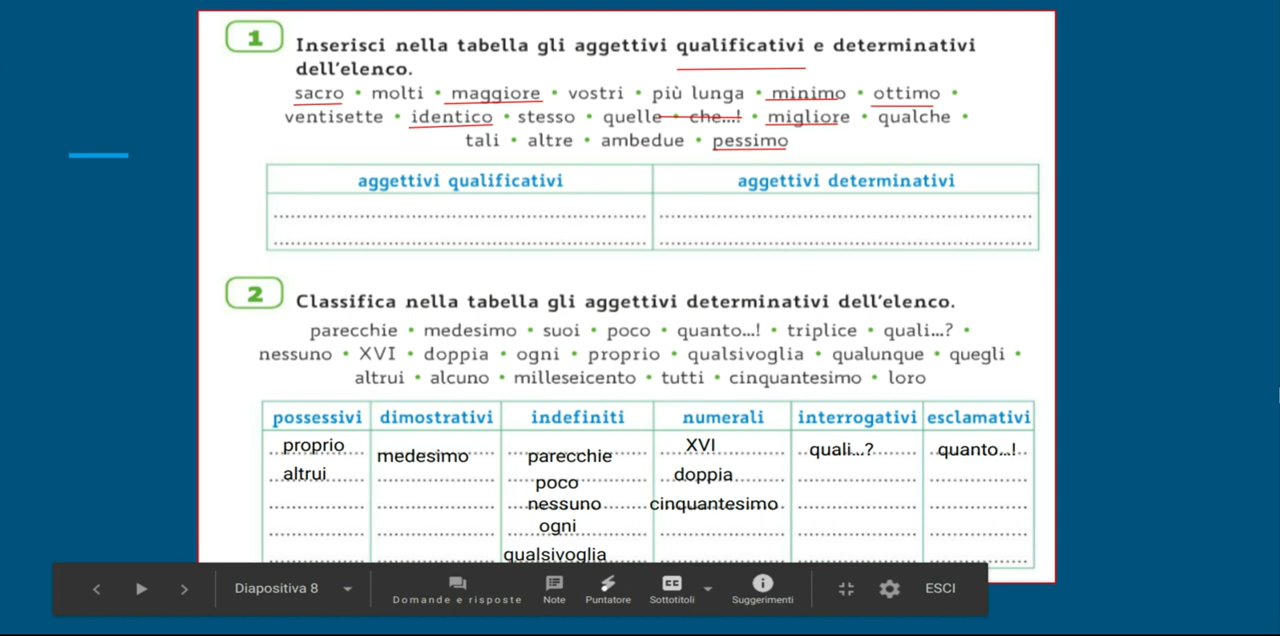 1 Inserisci nella tabella gli aggettivi qualificativi e determinativi
dell'elenco.
sacro • molti • maggiore • vostri • più lunga • minimo • ottimo •
ventisette • identico • stesso • quelle • che...! • migliore • qualche •
tali • altre • ambedue • pessimo
aggettivi qualificativi aggettivi determinativi
2 Classifica nella tabella gli aggettivi determinativi dell'elenco.
parecchie • medesimo • suoi • poco • quanto...! • triplice • quali...? •
nessuno • XVI • doppia • ogni • proprio • qualsivoglia • qualunque • quegli •
altrui • alcuno • milleseicento • tutti • cinquantesimo • loro
possessivi dimostrativi indefiniti numerali interrogativi esclamativi
proprio medesimo parecchie XVI quali...? quanto...!
altrui poco doppia
nessuno cinquantesimo
ogni
qualsivoglia
Diapositiva 8 Domande e risposte Note Puntatore CC Sottotitoli Suggerimenti ESCI